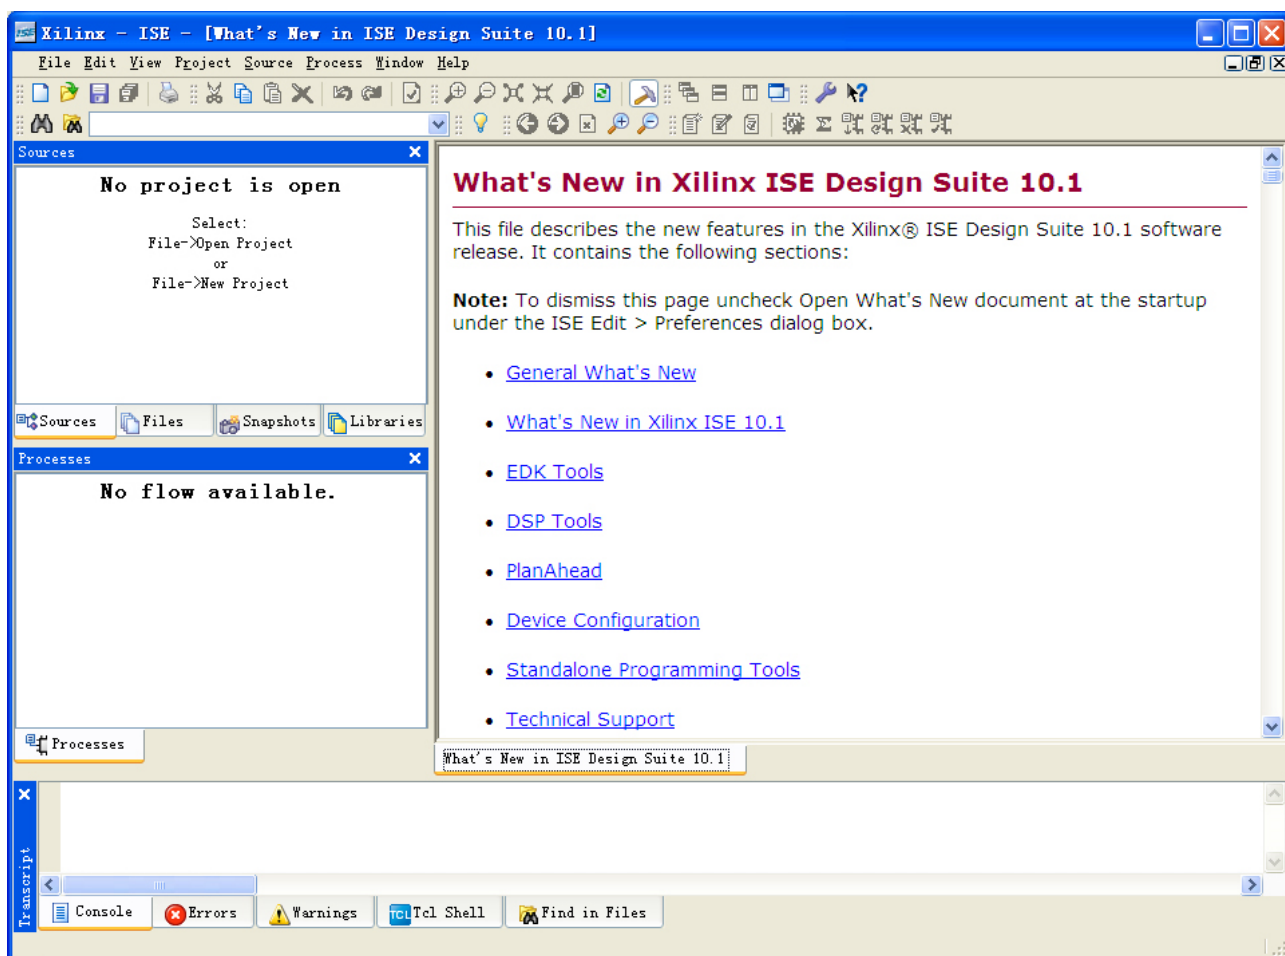 Xilinx - ISE - [What's New in ISE Design Suite 10.1]
File Edit View Project Source Process Window Help
Sources
No project is open
Select:
File->Open Project
or
File->New Project
Sources Files Snapshots Libraries
Processes
No flow available.
Processes
What's New in Xilinx ISE Design Suite 10.1
This file describes the new features in the Xilinx® ISE Design Suite 10.1 software
release. It contains the following sections:
Note: To dismiss this page uncheck Open What's New document at the startup
under the ISE Edit > Preferences dialog box.
General What's New
What's New in Xilinx ISE 10.1
EDK Tools
DSP Tools
PlanAhead
Device Configuration
Standalone Programming Tools
Technical Support
What's New in ISE Design Suite 10.1
Transcript
Console Errors Warnings TCL Tcl Shell Find in Files